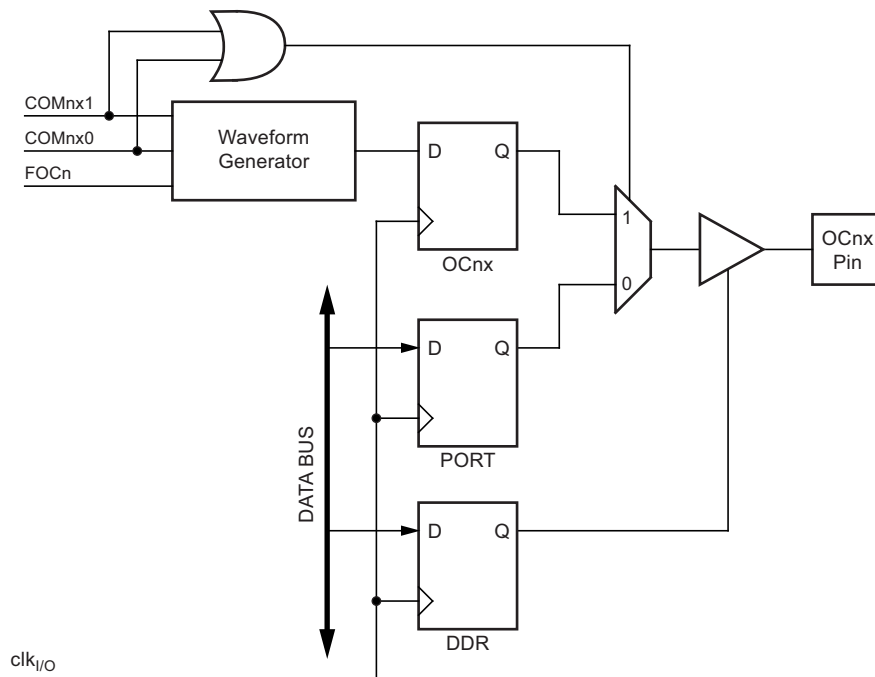 COMnx1
COMnx0
FOCn
Waveform
Generator
D Q
OCnx
1
0
OCnx
Pin
D Q
PORT
DATA BUS
D Q
DDR
clkI/O